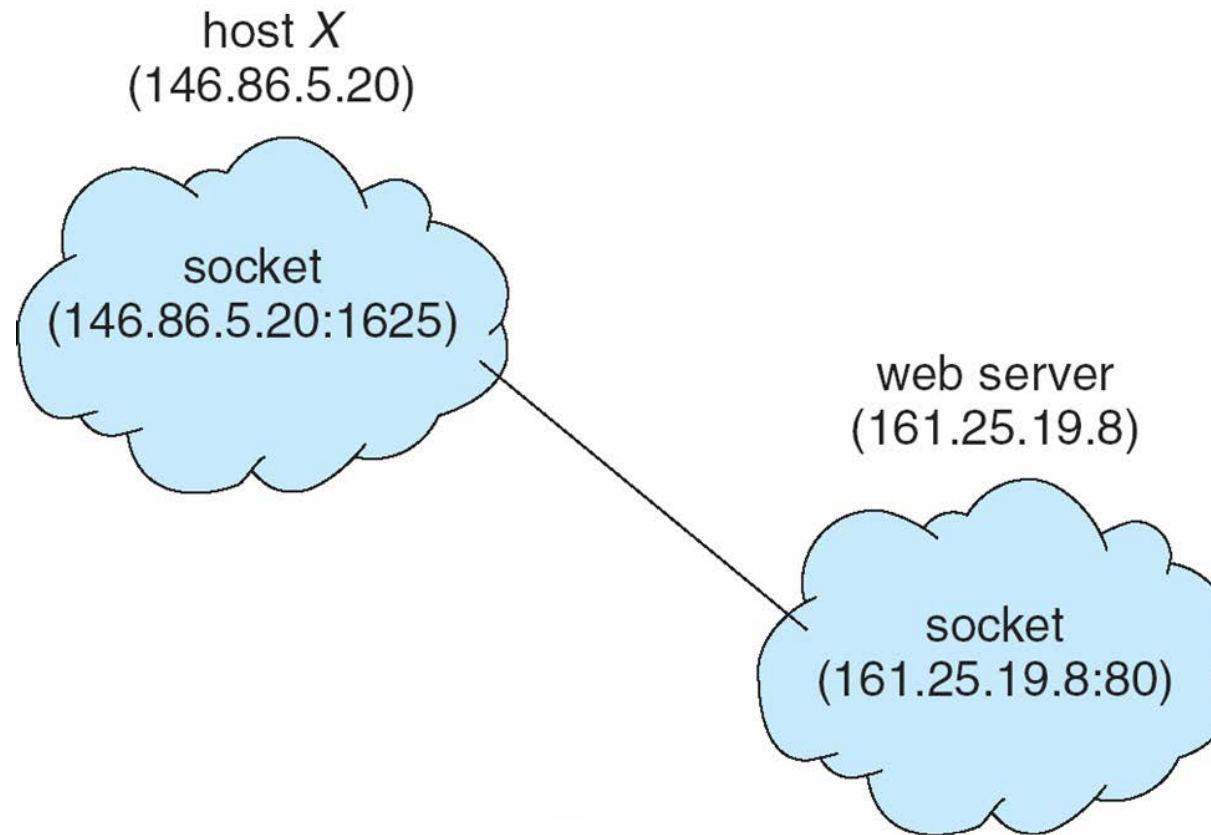 host X
(146.86.5.20)
socket
(146.86.5.20:1625)
web server
(161.25.19.8)
socket
(161.25.19.8:80)